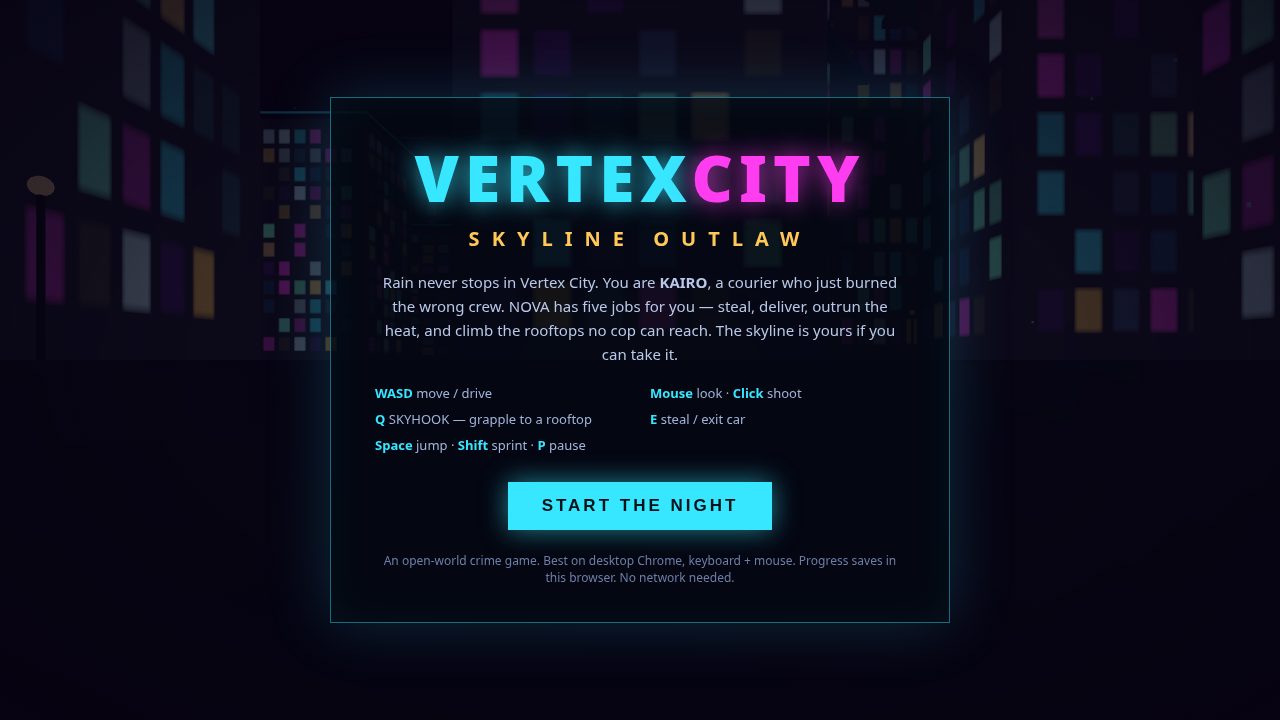 VERTEXCITY
SKYLINE OUTLAW
Rain never stops in Vertex City. You are KAIRO, a courier who just burned
the wrong crew. NOVA has five jobs for you — steal, deliver, outrun the
heat, and climb the rooftops no cop can reach. The skyline is yours if you
can take it.
WASD move / drive
Mouse look · Click shoot
Q SKYHOOK — grapple to a rooftop
E steal / exit car
Space jump · Shift sprint · P pause
START THE NIGHT
An open-world crime game. Best on desktop Chrome, keyboard + mouse. Progress saves in
this browser. No network needed.